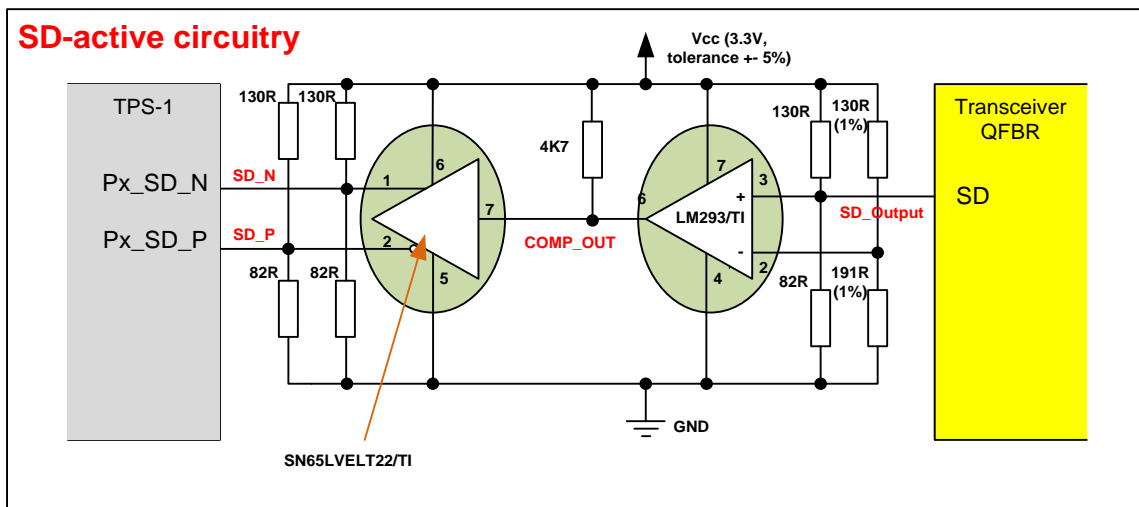 SD-active circuitry
Vcc (3.3V,
tolerance +- 5%)
TPS-1
130R
130R
130R
130R
(1%)
Transceiver
QFBR
4K7
6
7
3
Px_SD_N
SD_N
1
+
SD
7
6
LM293/TI
SD_Output
Px_SD_P
SD_P
2
COMP_OUT
-
2
82R
82R
5
4
82R
191R
(1%)
GND
SN65LVELT22/TI